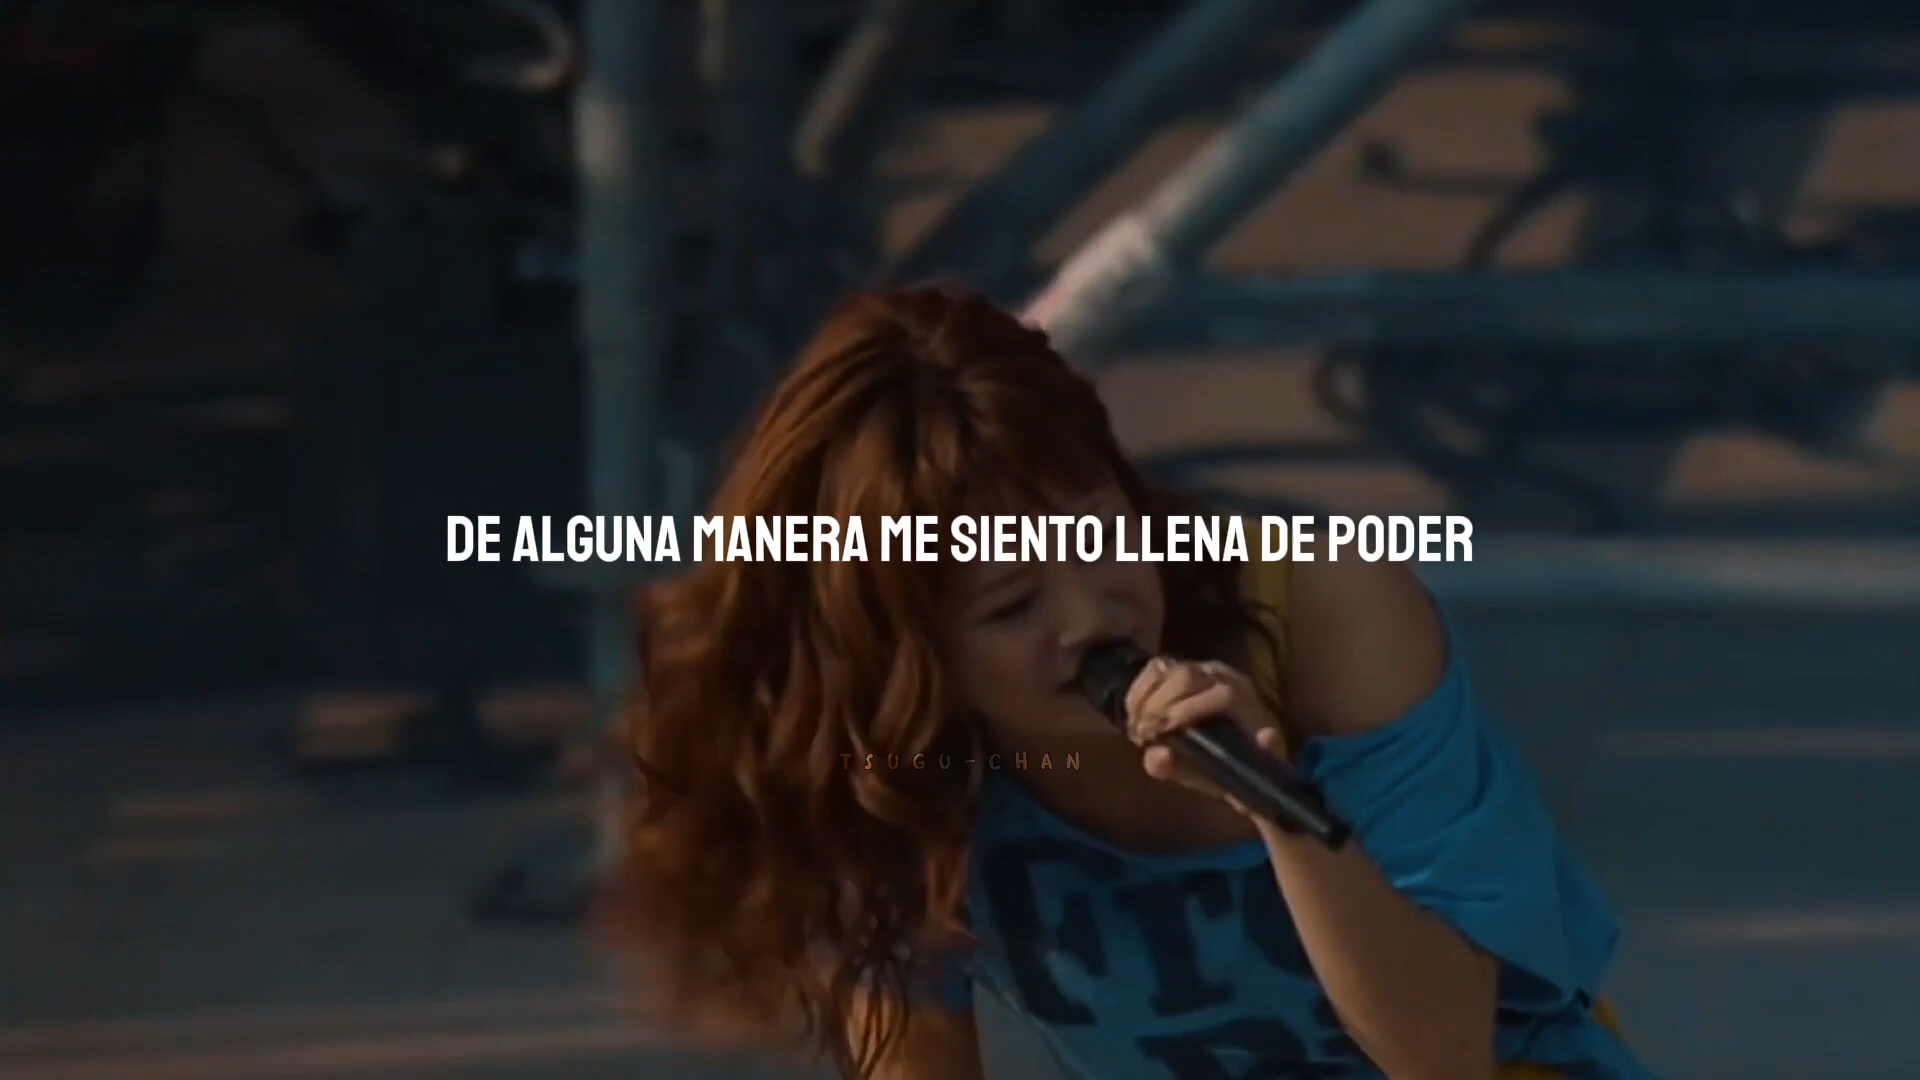 DE ALGUNA MANERA ME SIENTO LLENA DE PODER
TSUGU-CHAN